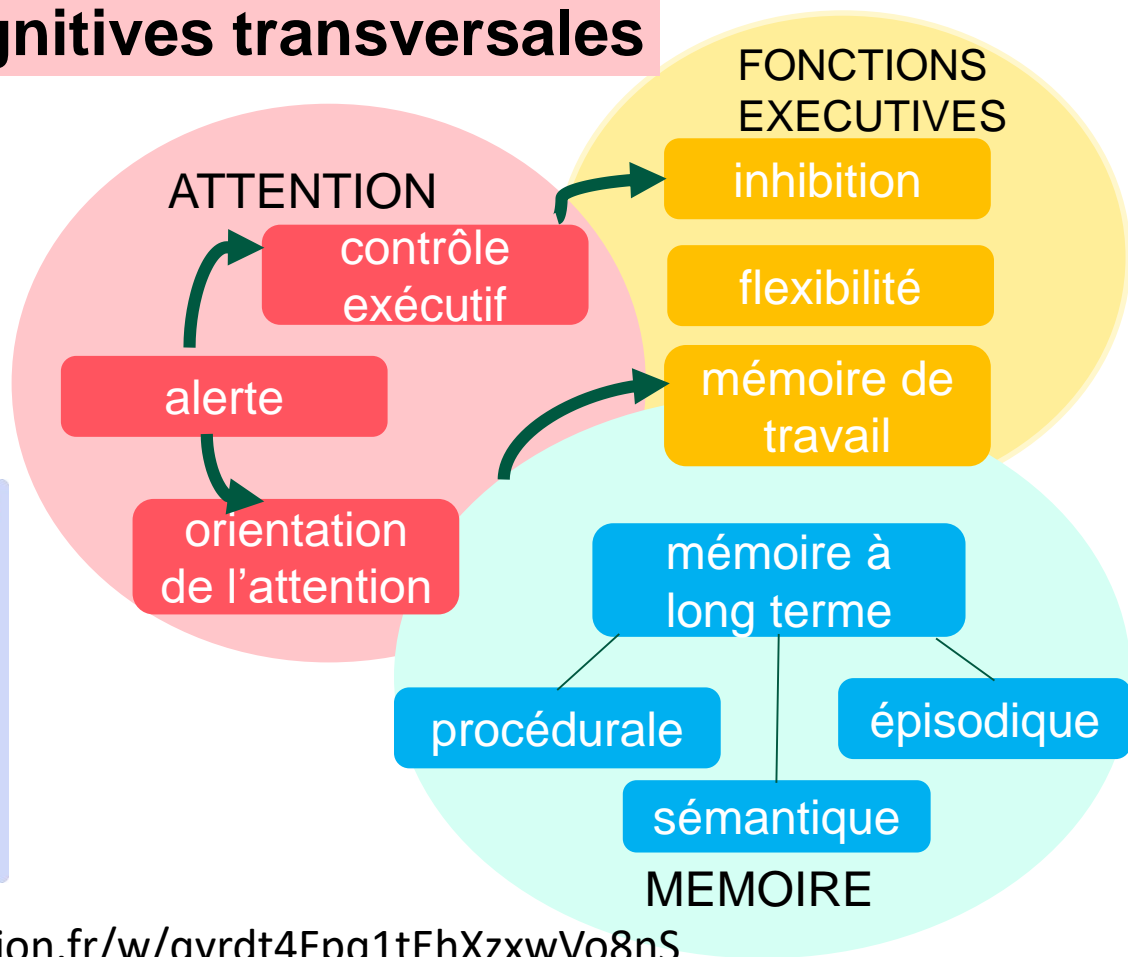 gnitives transversales
FONCTIONS
EXECUTIVES
inhibition
flexibilité
mémoire de
travail
ATTENTION
contrôle
exécutif
alerte
orientation
de l’attention
mémoire à
long terme
procédurale
épisodique
sémantique
MEMOIRE